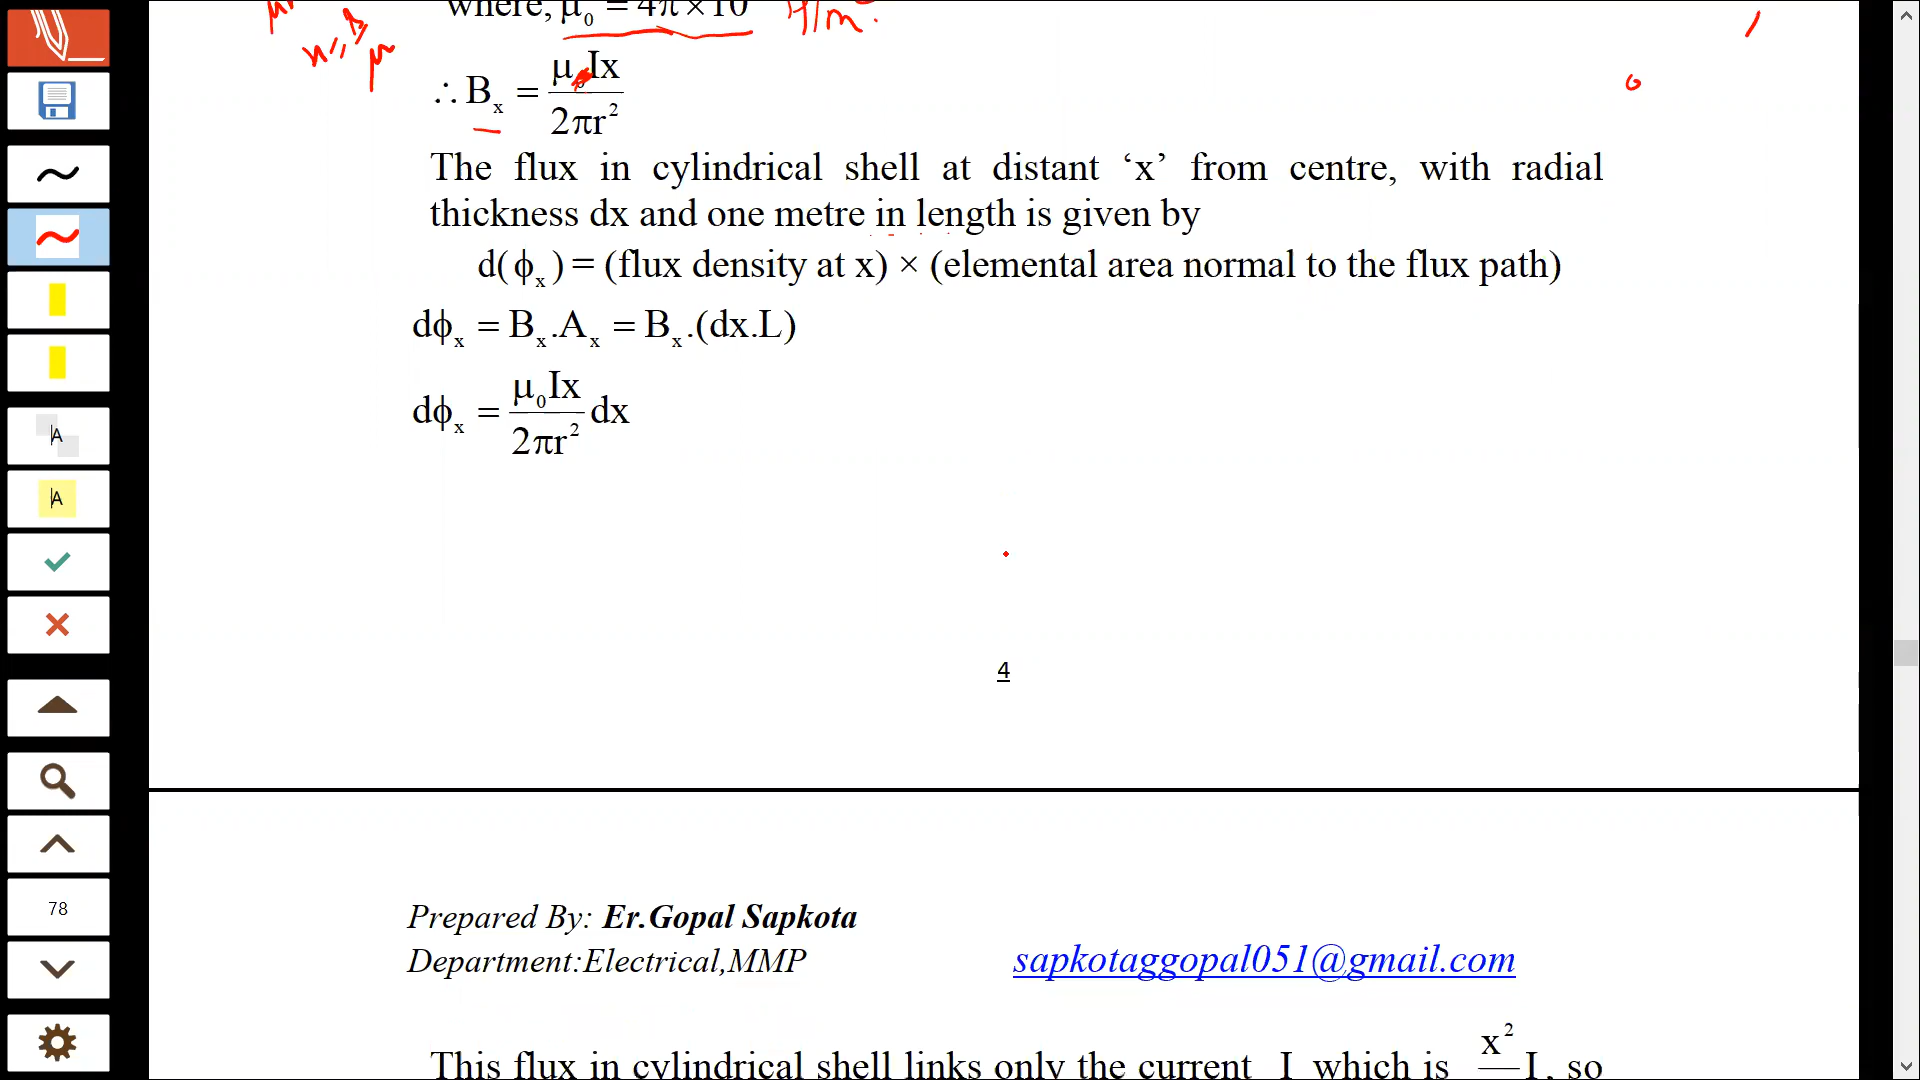 where, μ₀ = 4π×10 H/m.
∴ Bₓ = μ₀Ix / 2πr²
The flux in cylindrical shell at distant ‘x’ from centre, with radial
thickness dx and one metre in length is given by
d(ϕₓ) = (flux density at x) × (elemental area normal to the flux path)
dϕₓ = Bₓ.Aₓ = Bₓ.(dx.L)
dϕₓ = μ₀Ix / 2πr² dx
4
78
Prepared By: Er.Gopal Sapkota
Department:Electrical,MMP
sapkotaggopal051@gmail.com
This flux in cylindrical shell links only the current I which is x² I, so